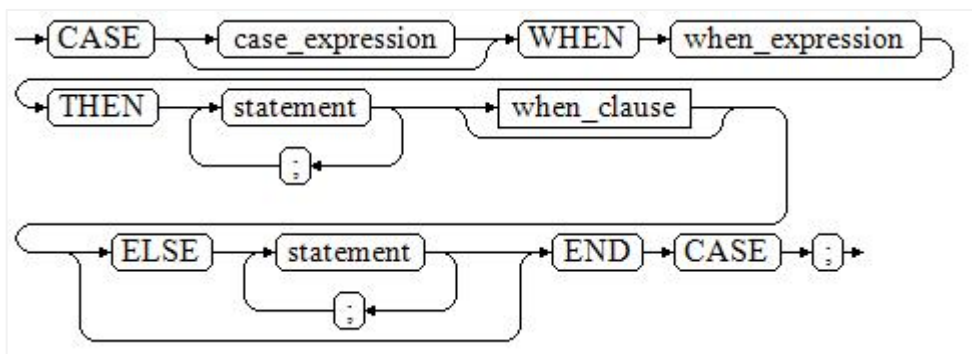 CASE case_expression WHEN when_expression
THEN statement when_clause
;
ELSE statement END CASE ;
;